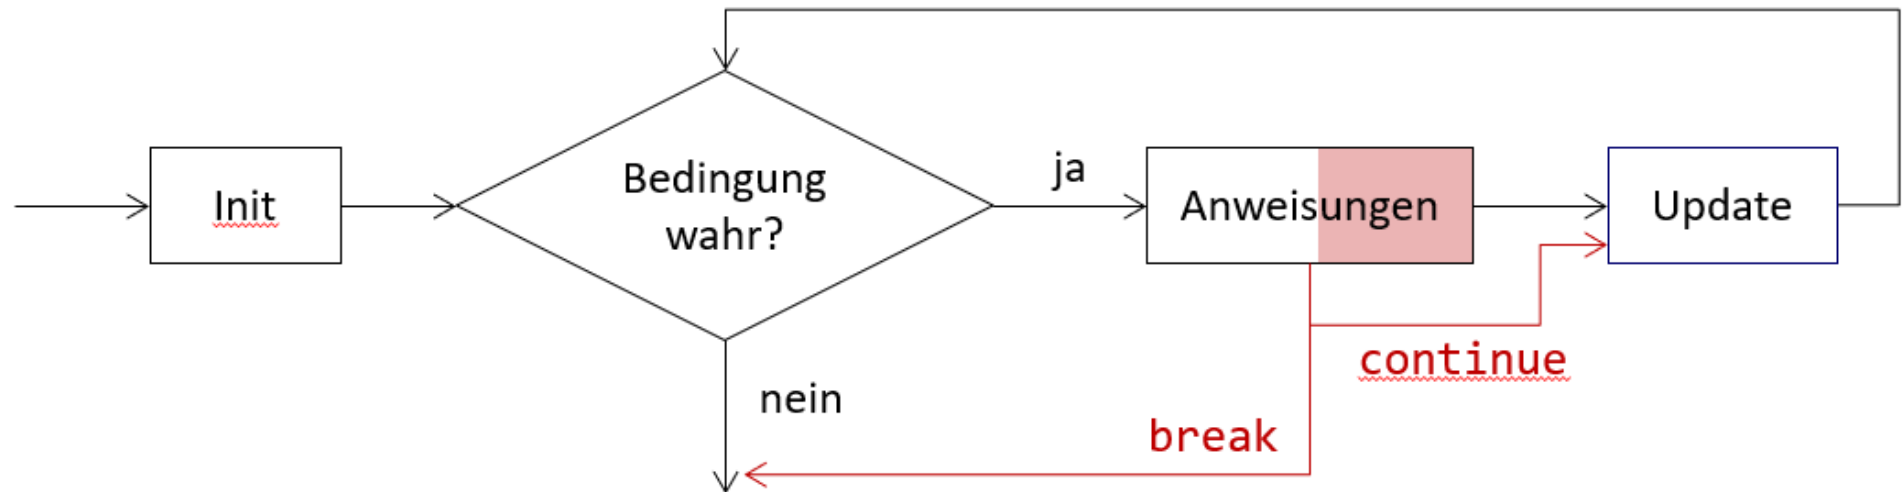 Init
Bedingung
wahr?
ja
Anweisungen
Update
nein
continue
break